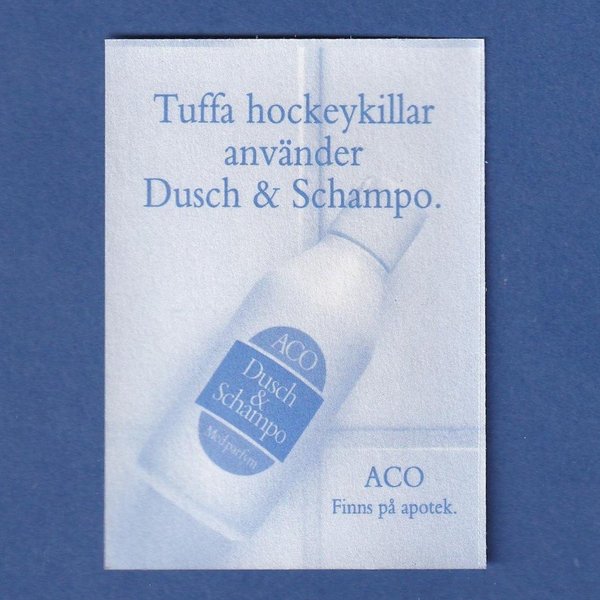 Tuffa hockeykillar
använder
Dusch & Schampo.
ACO
Dusch
&
Schampo
Med parfym
ACO
Finns på apotek.